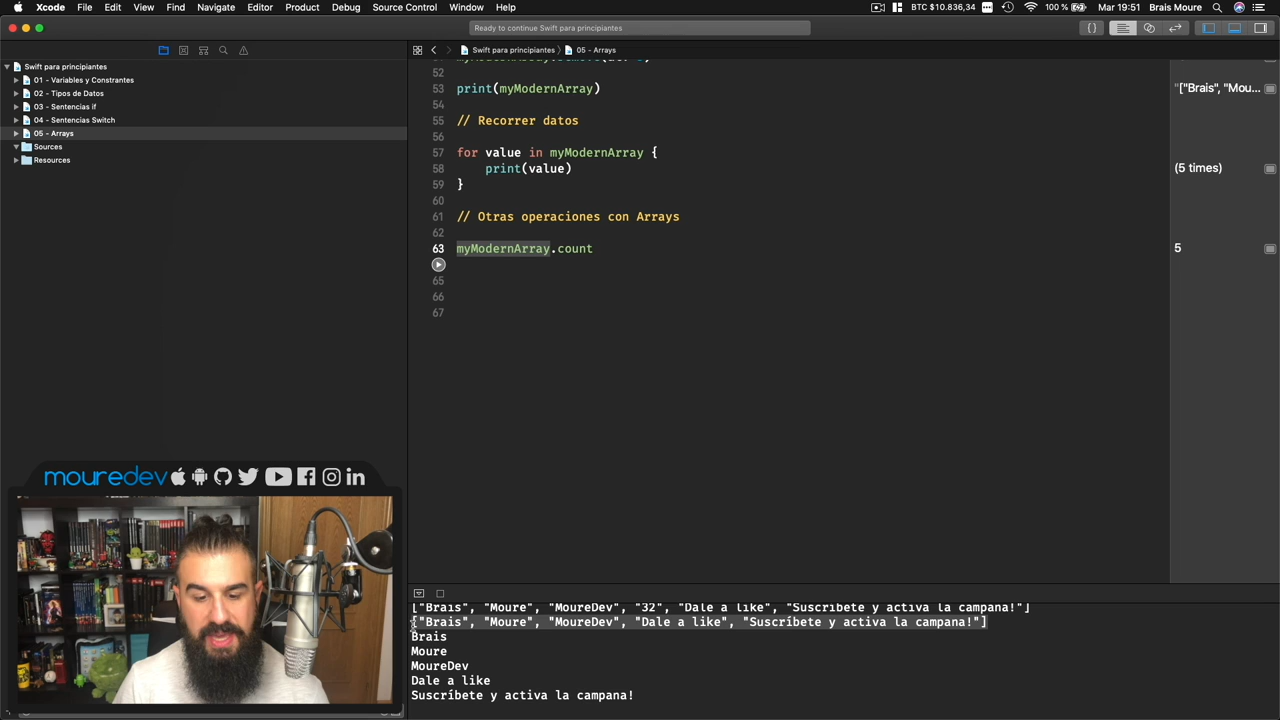 Xcode File Edit View Find Navigate Editor Product Debug Source Control Window Help BTC $10.836,34 100 % Mar 19:51 Brais Moure
Ready to continue Swift para principiantes
Swift para principiantes
01 - Variables y Constrantes
02 - Tipos de Datos
03 - Sentencias if
04 - Sentencias Switch
05 - Arrays
Sources
Resources
Swift para principiantes 05 - Arrays
52
53 print(myModernArray) "["Brais", "Mou...
54
55 // Recorrer datos
56
57 for value in myModernArray {
58 print(value) (5 times)
59 }
60
61 // Otras operaciones con Arrays
62
63 myModernArray.count 5
65
66
67
mouredev
["Brais", "Moure", "MoureDev", "32", "Dale a like", "Suscríbete y activa la campana!"]
["Brais", "Moure", "MoureDev", "Dale a like", "Suscríbete y activa la campana!"]
Brais
Moure
MoureDev
Dale a like
Suscríbete y activa la campana!